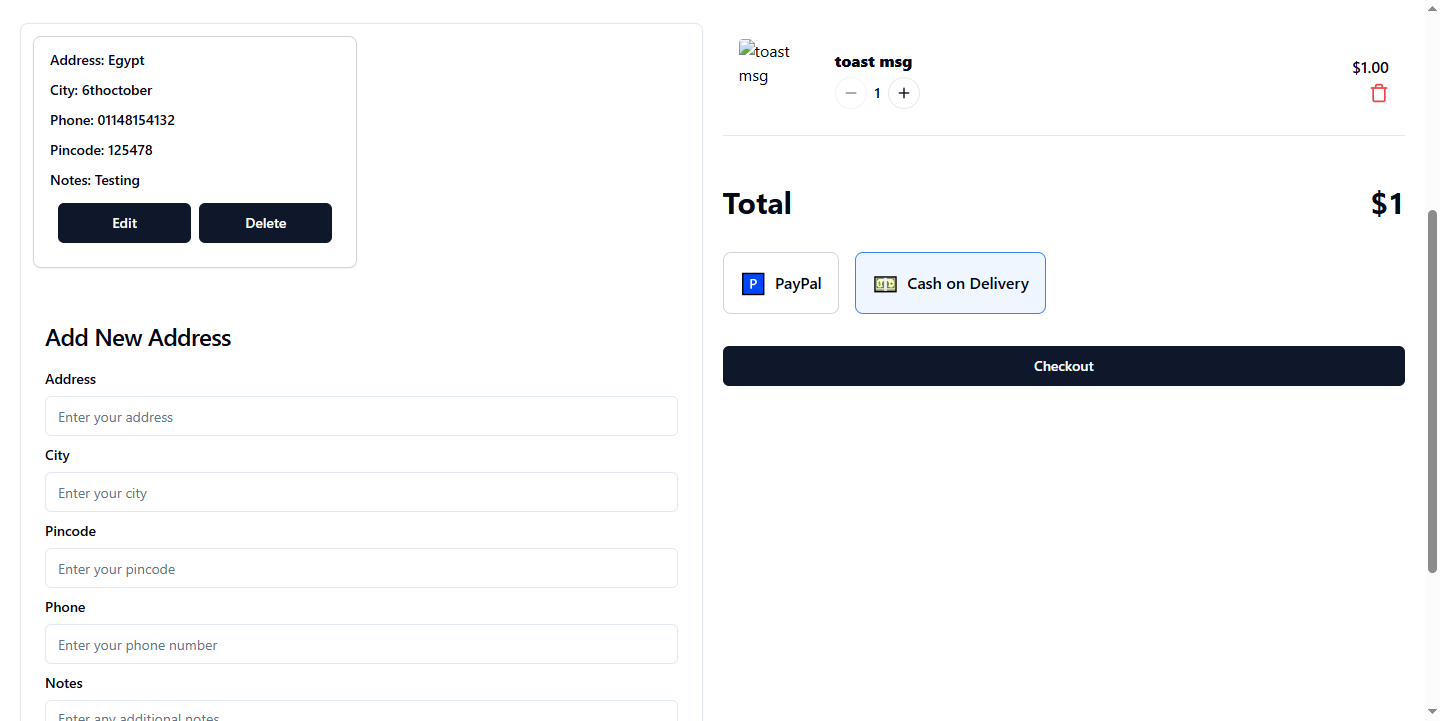 Address: Egypt
City: 6thoctober
Phone: 01148154132
Pincode: 125478
Notes: Testing
Edit
Delete
Add New Address
Address
Enter your address
City
Enter your city
Pincode
Enter your pincode
Phone
Enter your phone number
Notes
Enter any additional notes
toast
msg
toast msg
1
$1.00
Total
$1
P
PayPal
Cash on Delivery
Checkout